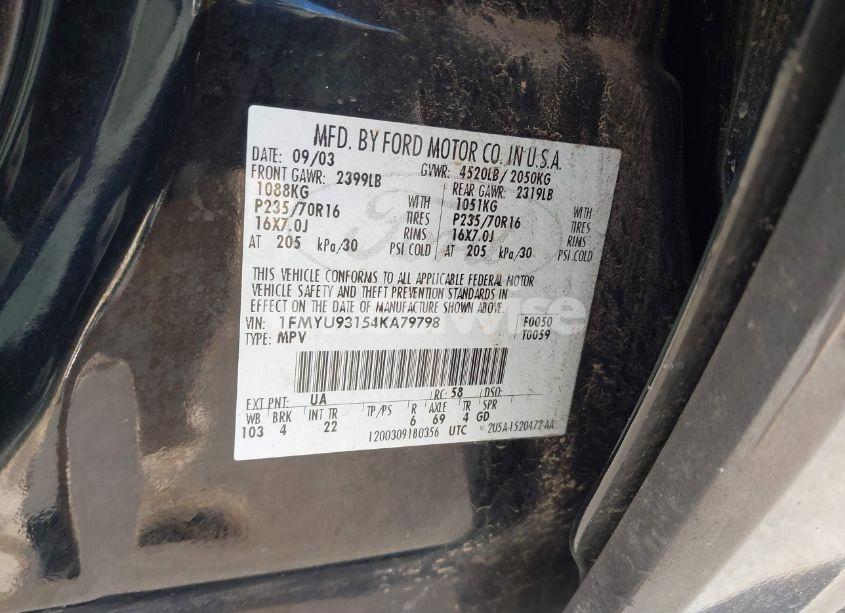 MFD. BY FORD MOTOR CO. IN U.S.A.
DATE: 09/03 GVWR: 4520LB/2050KG
FRONT GAWR: 2399LB REAR GAWR: 2319LB
1088KG WITH 1051KG WITH
P235/70R16 TIRES P235/70R16 TIRES
16X7.0J RIMS 16X7.0J RIMS
AT 205 kPa/30 PSI COLD AT 205 kPa/30 PSI COLD
THIS VEHICLE CONFORMS TO ALL APPLICABLE FEDERAL MOTOR
VEHICLE SAFETY AND THEFT PREVENTION STANDARDS IN
EFFECT ON THE DATE OF MANUFACTURE SHOWN ABOVE.
VIN: 1FMYU93154KA79798 F0050
TYPE: MPV T0059
EXT PNT: UA RC: 58 DSO:
WB BRK INT TR TP/PS R AXLE TR SPR
103 4 22 6 69 4 GD
1200309180356 UTC 2U5A-1520472-AA